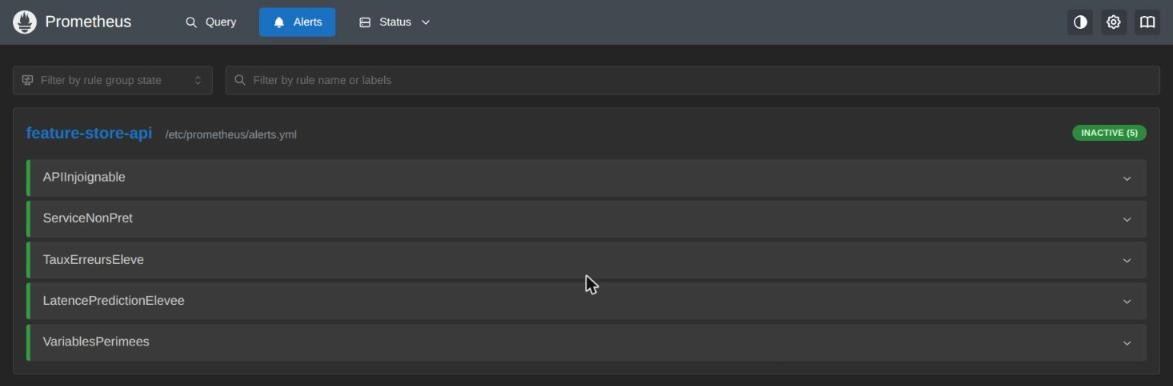 Prometheus Query Alerts Status
Filter by rule group state Filter by rule name or labels
feature-store-api /etc/prometheus/alerts.yml INACTIVE (5)
APIInjoignable
ServiceNonPret
TauxErreursEleve
LatencePredictionElevee
VariablesPerimees